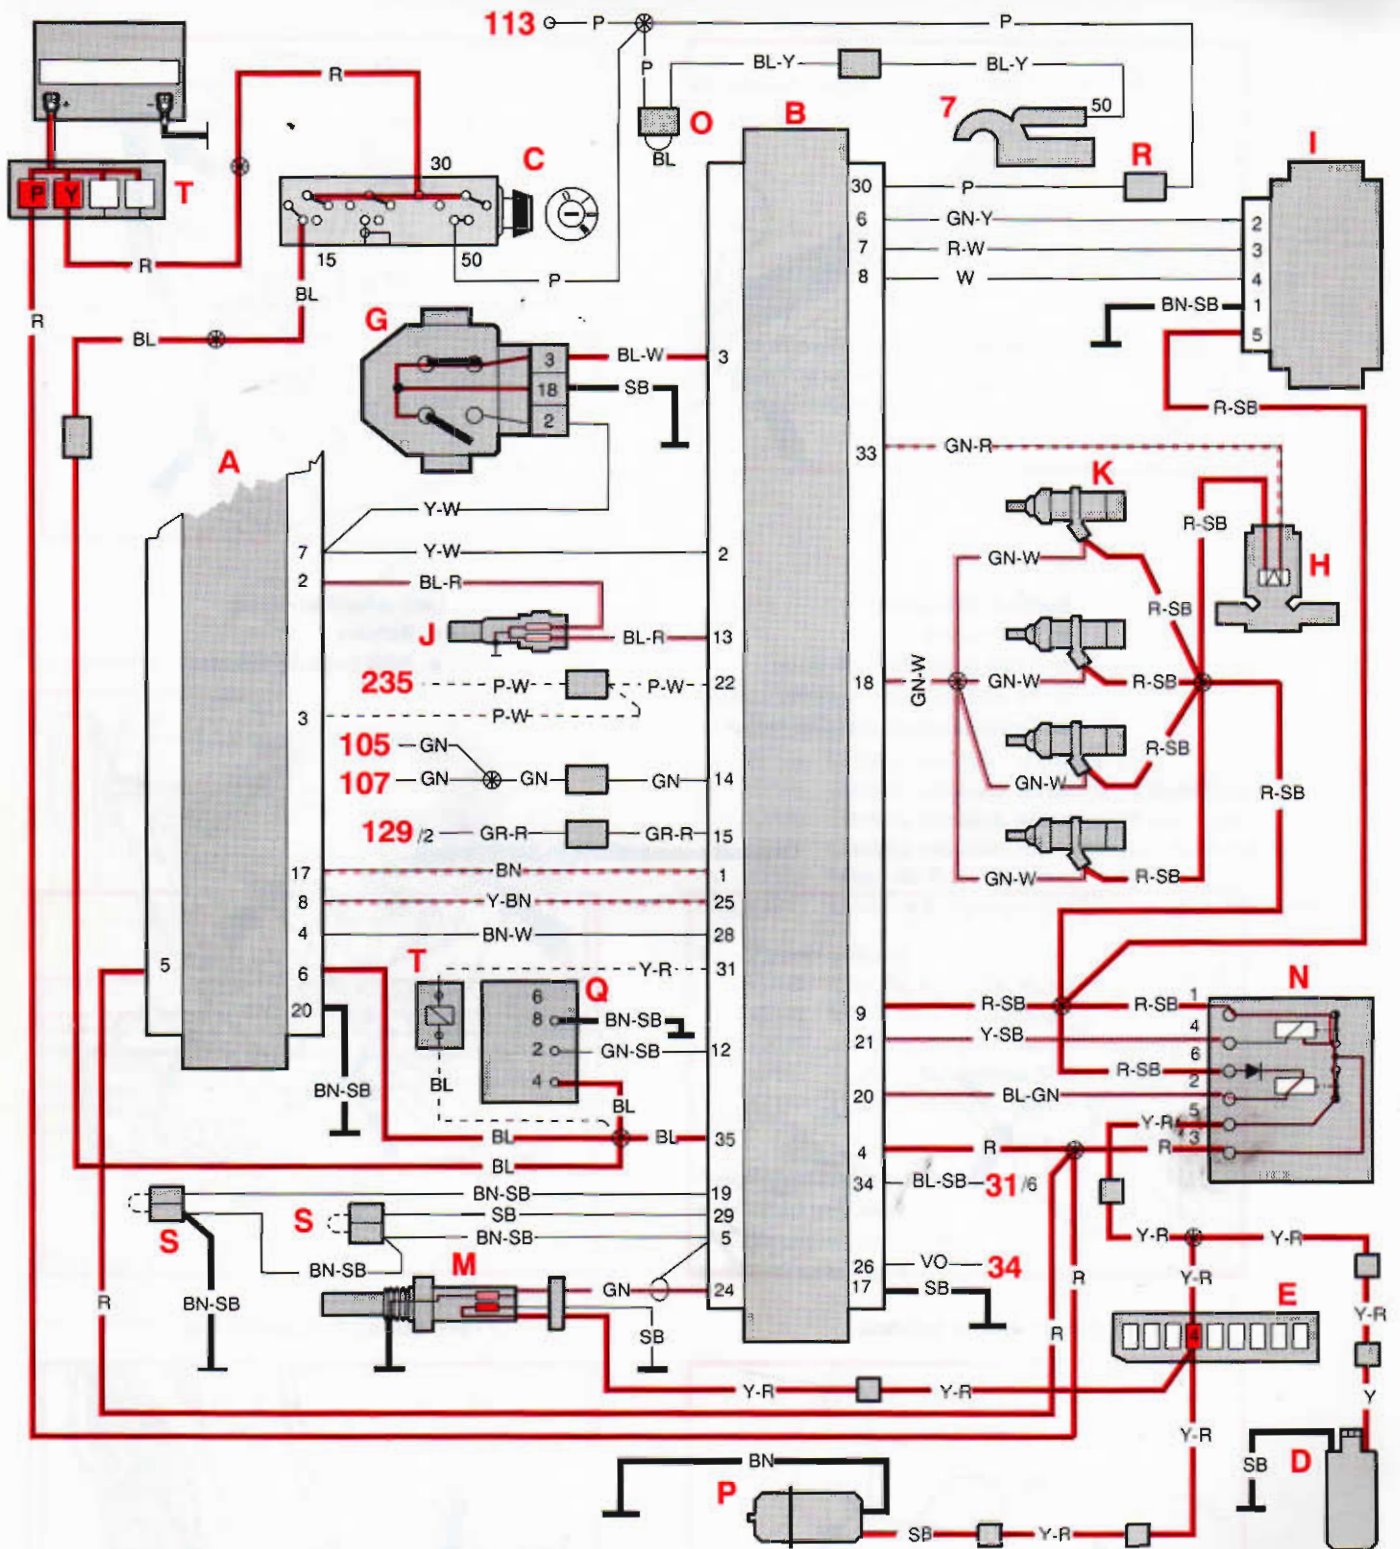 113 P P
P BL-Y BL-Y
R 7 50
30 C O B I
BL R
+ -
P Y T
30 P
6 GN-Y 2
7 R-W 3
15 50 8 W 4
R P
BL BN-SB 1
R G 5
BL
3 BL-W 3
18 SB
2 R-SB
33 GN-R
A K
Y-W R-SB
7 Y-W 2 GN-W
2 BL-R H
R-SB
J BL-R 13
235 P-W P-W 22 18 GN-W GN-W R-SB
3 P-W
105 GN
R-SB
107 GN GN GN 14 GN-W R-SB
129/2 GR-R GR-R 15
17 BN 1 GN-W R-SB
8 Y-BN 25
4 BN-W 28
5 6 T Y-R 31
Q N
20 6 9 R-SB R-SB 1
8 BN-SB 4
2 GN-SB 12 21 Y-SB 6
R-SB
4 2
BN-SB BL BL 20 BL-GN 5
Y-R
BL BL 35 4 R R 3
BL 34 BL-SB 31/6
BN-SB 19
S SB 29
S BN-SB 5 Y-R Y-R
BN-SB M 26 VO 34
R Y-R
R BN-SB GN 24 17 SB E
Y-R
SB R 4
Y-R Y-R Y
Y-R
BN SB D
P
SB Y-R